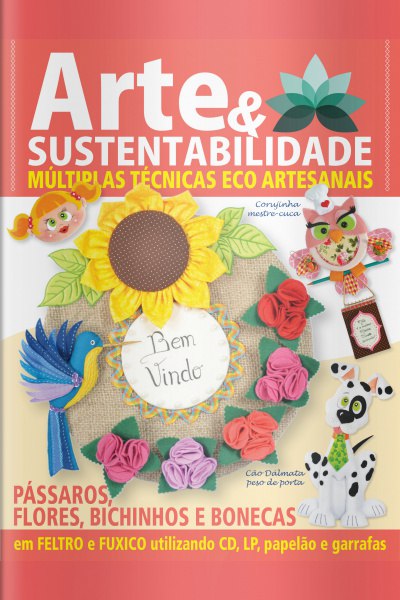 Arte&
SUSTENTABILIDADE
MÚLTIPLAS TÉCNICAS ECO ARTESANAIS
Corujinha
mestre-cuca
Bem
Vindo
Cão Dalmata
peso de porta
PÁSSAROS,
FLORES, BICHINHOS E BONECAS
em FELTRO e FUXICO utilizando CD, LP, papelão e garrafas